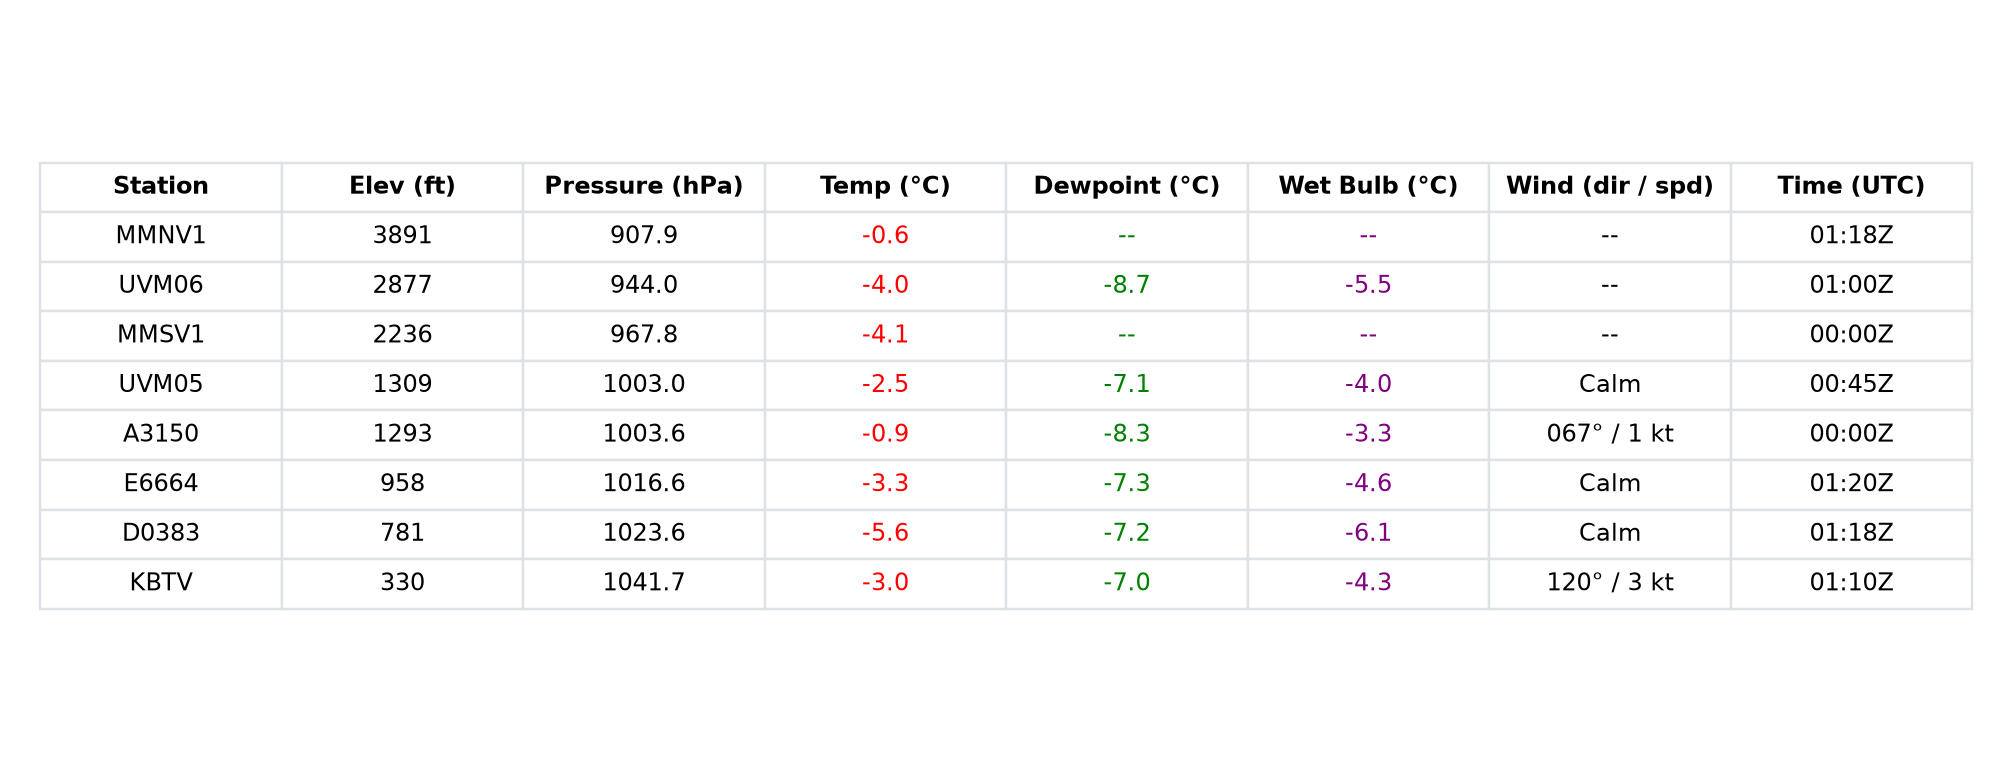 Station Elev (ft) Pressure (hPa) Temp (°C) Dewpoint (°C) Wet Bulb (°C) Wind (dir / spd) Time (UTC)
MMNV1 3891 907.9 -0.6 -- -- -- 01:18Z
UVM06 2877 944.0 -4.0 -8.7 -5.5 -- 01:00Z
MMSV1 2236 967.8 -4.1 -- -- -- 00:00Z
UVM05 1309 1003.0 -2.5 -7.1 -4.0 Calm 00:45Z
A3150 1293 1003.6 -0.9 -8.3 -3.3 067° / 1 kt 00:00Z
E6664 958 1016.6 -3.3 -7.3 -4.6 Calm 01:20Z
D0383 781 1023.6 -5.6 -7.2 -6.1 Calm 01:18Z
KBTV 330 1041.7 -3.0 -7.0 -4.3 120° / 3 kt 01:10Z